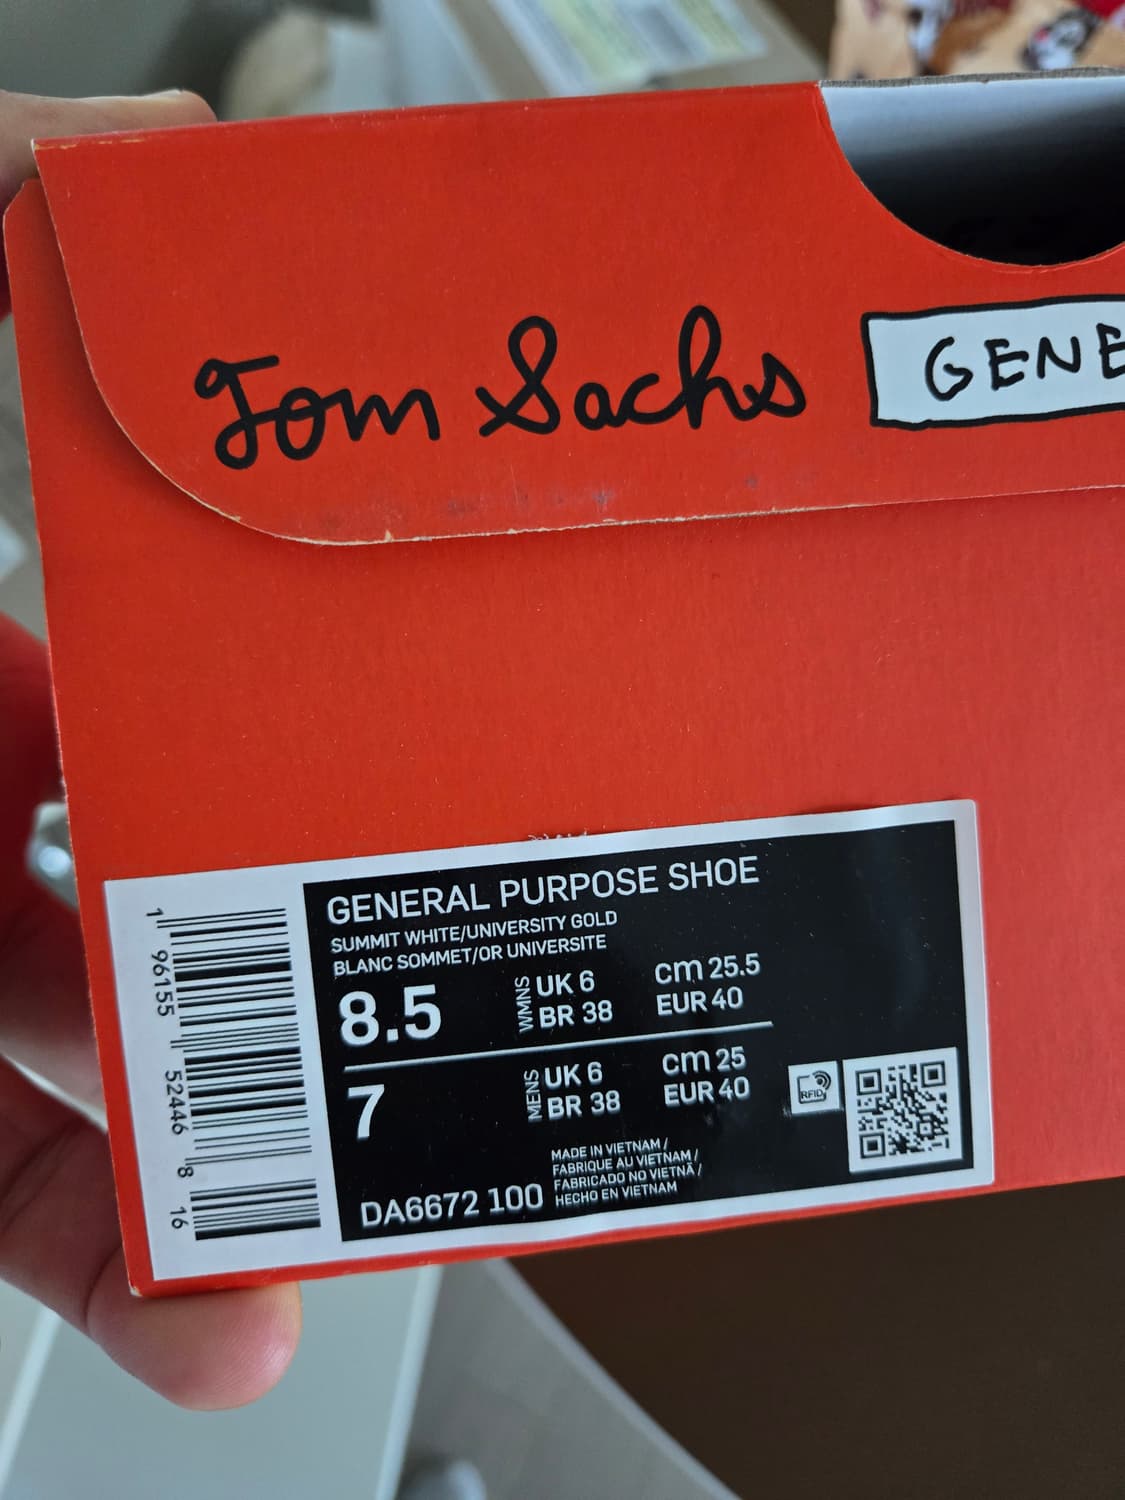 Tom Sachs
GENE
GENERAL PURPOSE SHOE
SUMMIT WHITE/UNIVERSITY GOLD
BLANC SOMMET/OR UNIVERSITE
8.5 WMNS UK 6 cm 25.5
BR 38 EUR 40
7 MENS UK 6 cm 25
BR 38 EUR 40
RFID
MADE IN VIETNAM /
FABRIQUE AU VIETNAM /
FABRICADO NO VIETNÃ /
DA6672 100 HECHO EN VIETNAM
1 96155 52446 8 16